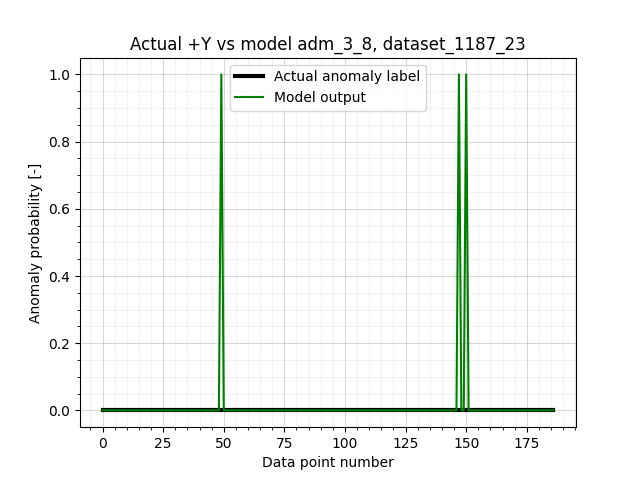 Actual +Y vs model adm_3_8, dataset_1187_23
Actual anomaly label
Model output
Anomaly probability [-]
1.0
0.8
0.6
0.4
0.2
0.0
0 25 50 75 100 125 150 175
Data point number